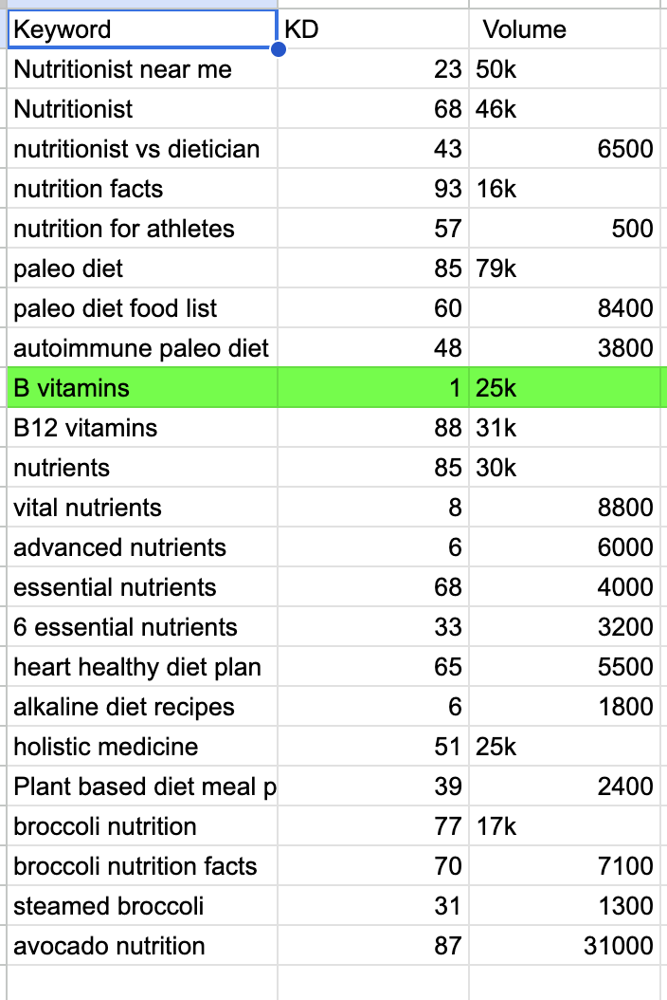 Keyword KD Volume
Nutritionist near me 23 50k
Nutritionist 68 46k
nutritionist vs dietician 43 6500
nutrition facts 93 16k
nutrition for athletes 57 500
paleo diet 85 79k
paleo diet food list 60 8400
autoimmune paleo diet 48 3800
B vitamins 1 25k
B12 vitamins 88 31k
nutrients 85 30k
vital nutrients 8 8800
advanced nutrients 6 6000
essential nutrients 68 4000
6 essential nutrients 33 3200
heart healthy diet plan 65 5500
alkaline diet recipes 6 1800
holistic medicine 51 25k
Plant based diet meal p 39 2400
broccoli nutrition 77 17k
broccoli nutrition facts 70 7100
steamed broccoli 31 1300
avocado nutrition 87 31000